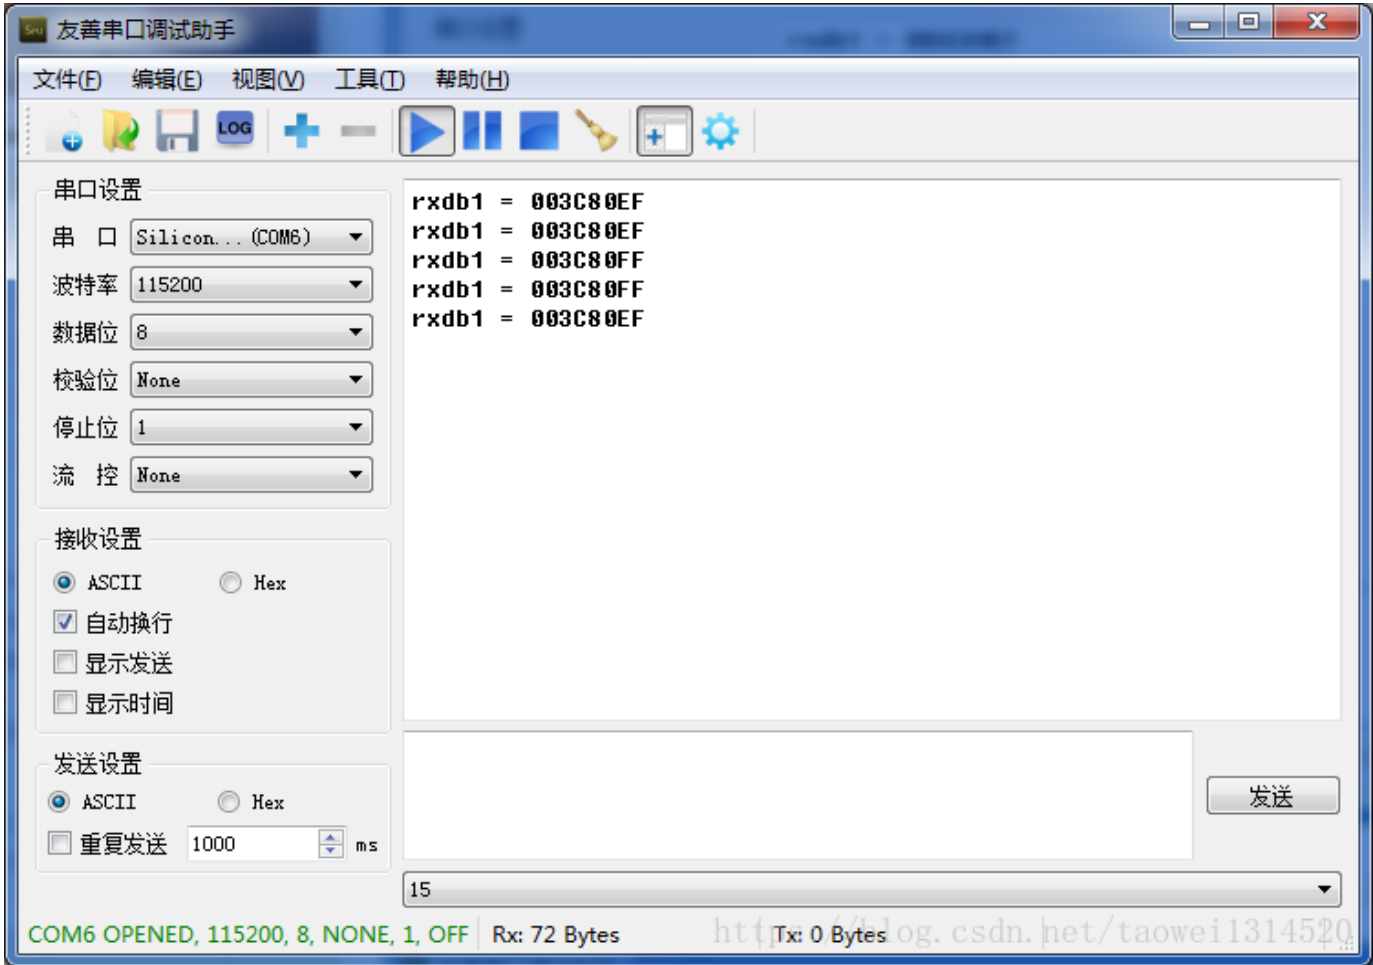 友善串口调试助手
文件(F) 编辑(E) 视图(V) 工具(T) 帮助(H)
LOG
串口设置
串 口 Silicon... (COM6)
波特率 115200
数据位 8
校验位 None
停止位 1
流 控 None
接收设置
ASCII Hex
自动换行
显示发送
显示时间
发送设置
ASCII Hex
重复发送 1000 ms
rxdb1 = 003C80EF
rxdb1 = 003C80EF
rxdb1 = 003C80FF
rxdb1 = 003C80FF
rxdb1 = 003C80EF
发送
15
COM6 OPENED, 115200, 8, NONE, 1, OFF Rx: 72 Bytes Tx: 0 Bytes
https://blog.csdn.net/taowei1314520